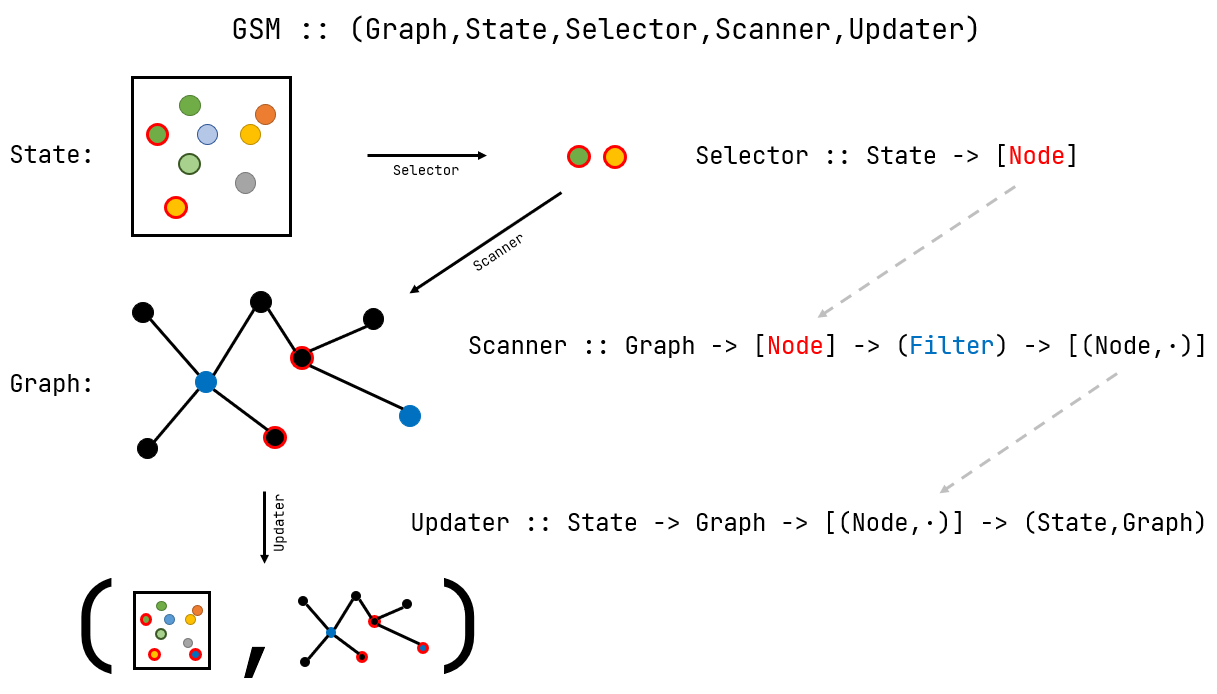 GSM :: (Graph,State,Selector,Scanner,Updater)
State:
Selector
Selector :: State -> [Node]
Scanner
Scanner :: Graph -> [Node] -> (Filter) -> [(Node,·)]
Graph:
Updater
Updater :: State -> Graph -> [(Node,·)] -> (State,Graph)
( , )